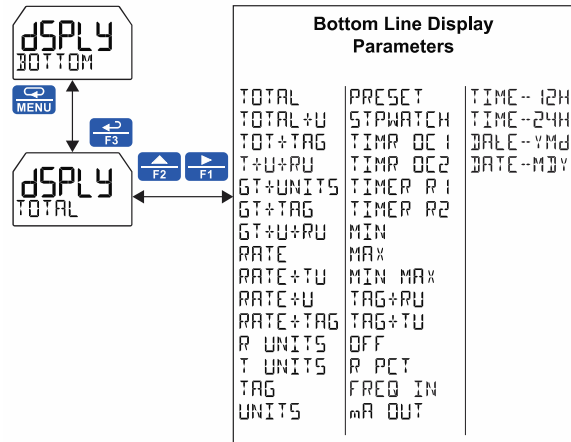 dSPLY
BOTTOM
MENU
F3
dSPLY
TOTAL
F2
F1
Bottom Line Display
Parameters
TOTAL
TOTAL+U
TOT+TAG
T+U+RU
GT+UNITS
GT+TAG
GT+U+RU
RATE
RATE+TU
RATE+U
RATE+TAG
R UNITS
T UNITS
TAG
UNITS
PRESET
STPWATCH
TIMR OC1
TIMR OC2
TIMER R1
TIMER R2
MIN
MAX
MIN MAX
TAG+RU
TAG+TU
OFF
R PCT
FREQ IN
mA OUT
TIME-12H
TIME-24H
DAtE-YMd
DATE-MDY